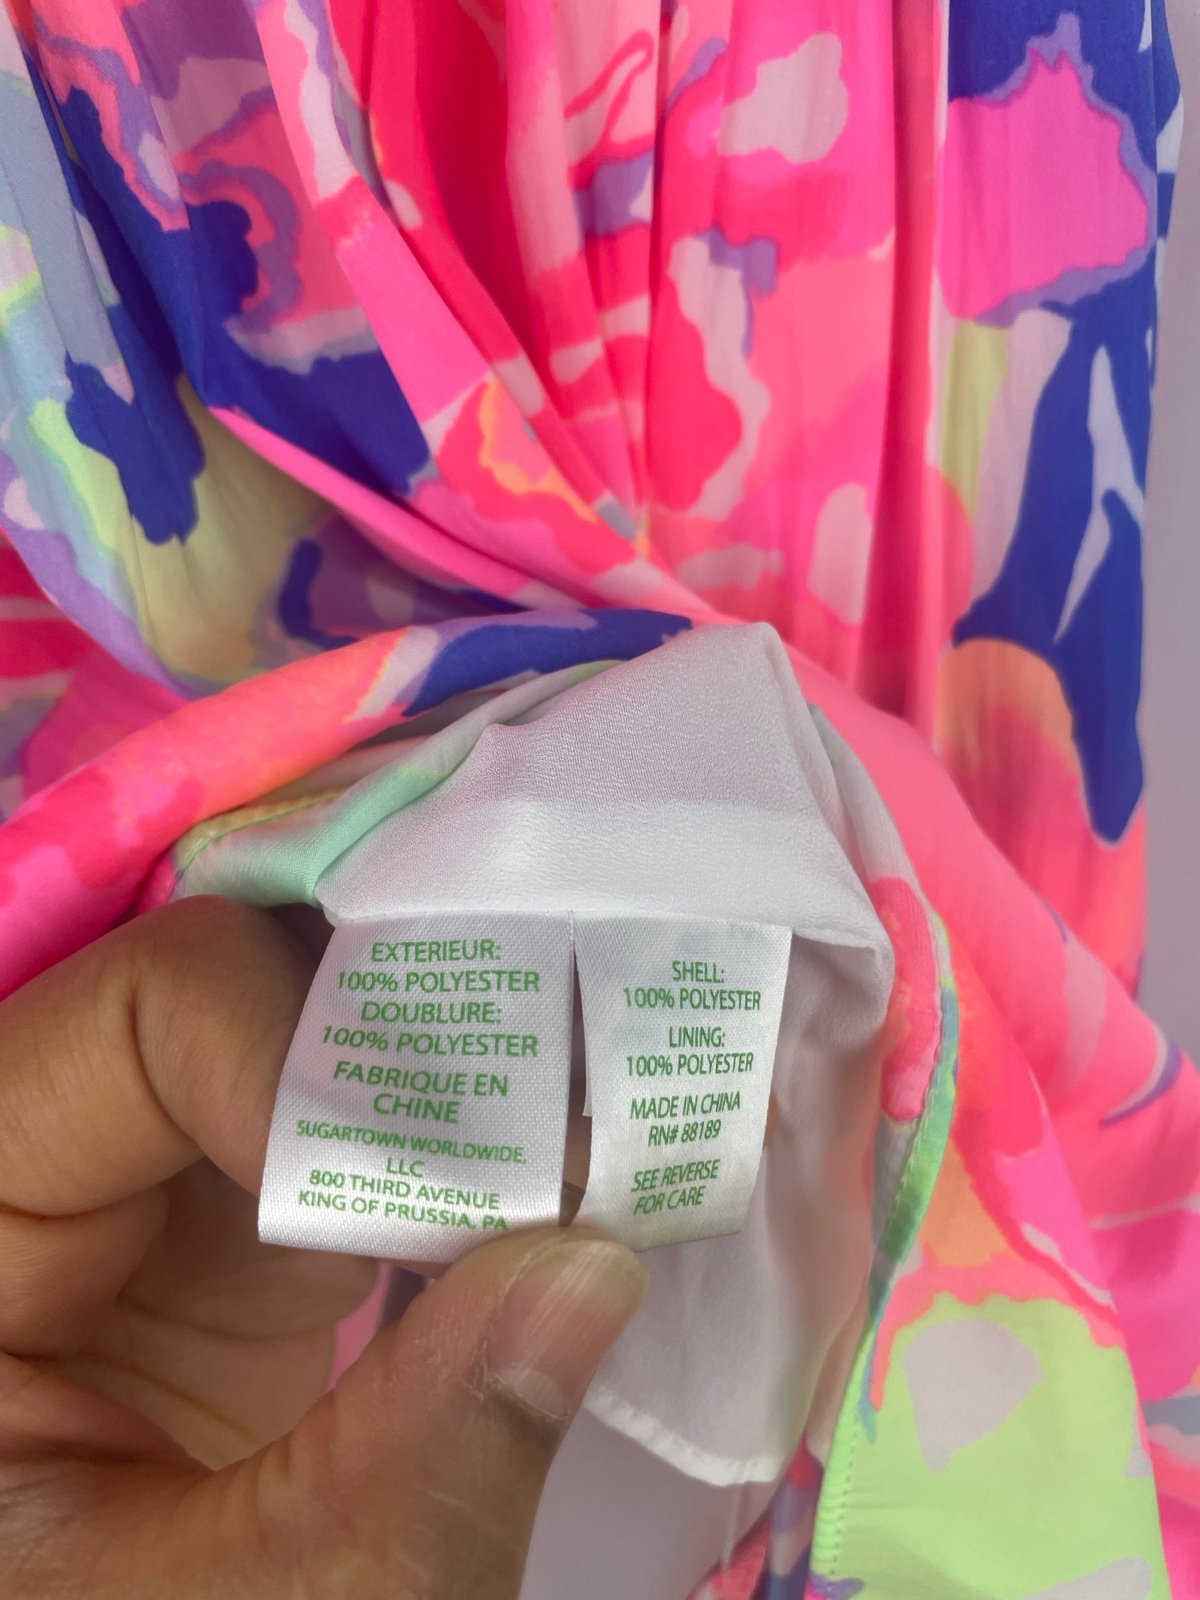 EXTERIEUR:
100% POLYESTER
DOUBLURE:
100% POLYESTER
FABRIQUE EN
CHINE
SUGARTOWN WORLDWIDE,
LLC
800 THIRD AVENUE
KING OF PRUSSIA, PA
SHELL:
100% POLYESTER
LINING:
100% POLYESTER
MADE IN CHINA
RN# 88189
SEE REVERSE
FOR CARE